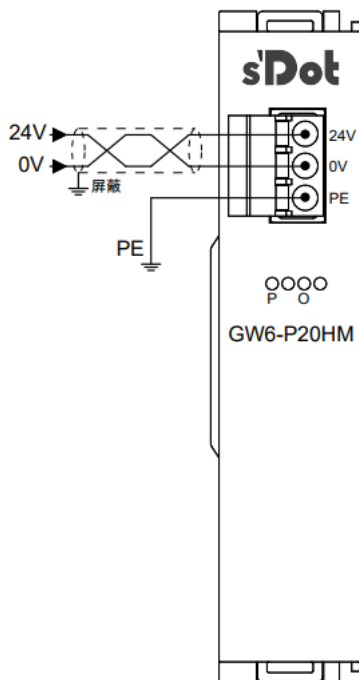 s'Dot
24V
24V
0V
0V
屏蔽
PE
PE
P O
GW6-P20HM